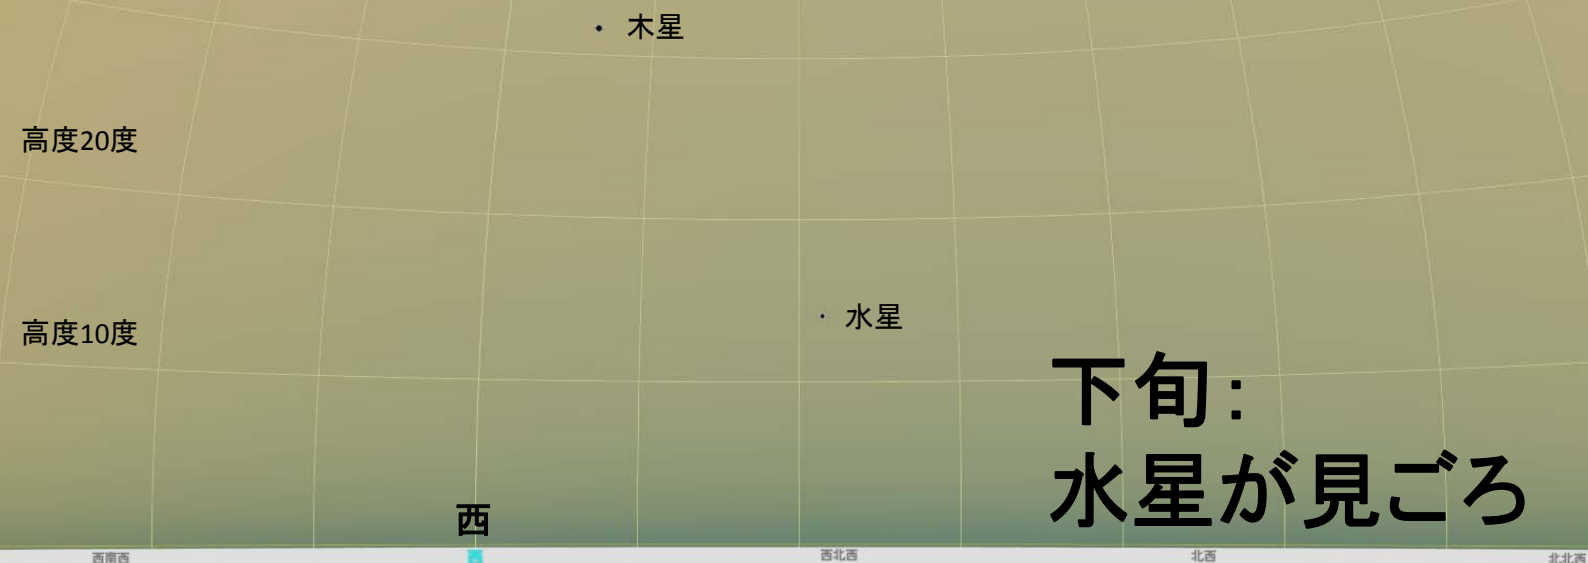 木星
高度20度
水星
高度10度
下旬：
水星が見ごろ
西
西南西
西
西北西
北西
北北西